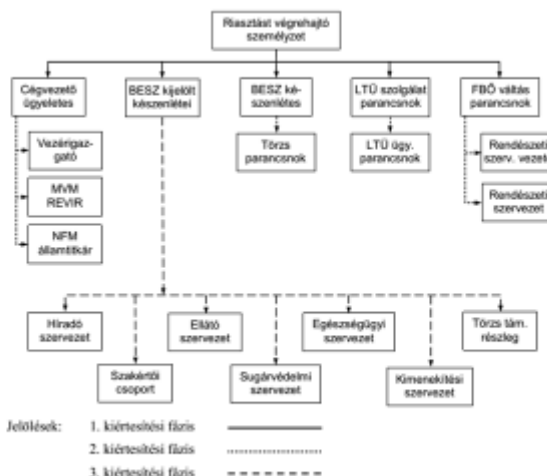 Riasztást végrehajtó
személyzet
Cégvezető
ügyeletes
BESZ kijelölt
készenlétei
BESZ ké-
szenlétes
LTÜ szolgálat
parancsnok
FBŐ váltás
parancsnok
Vezérigaz-
gató
Törzs
parancsnok
LTÜ ügy.
parancsnok
Rendészeti
szerv. vezető
MVM
REVIR
Rendészeti
szervezet
NFM
államtitkár
Híradó
szervezet
Ellátó
szervezet
Egészségügyi
szervezet
Törzs tám.
részleg
Szakértői
csoport
Sugárvédelmi
szervezet
Kimenekítési
szervezet
Jelölések: 1. kiértesítési fázis
2. kiértesítési fázis
3. kiértesítési fázis